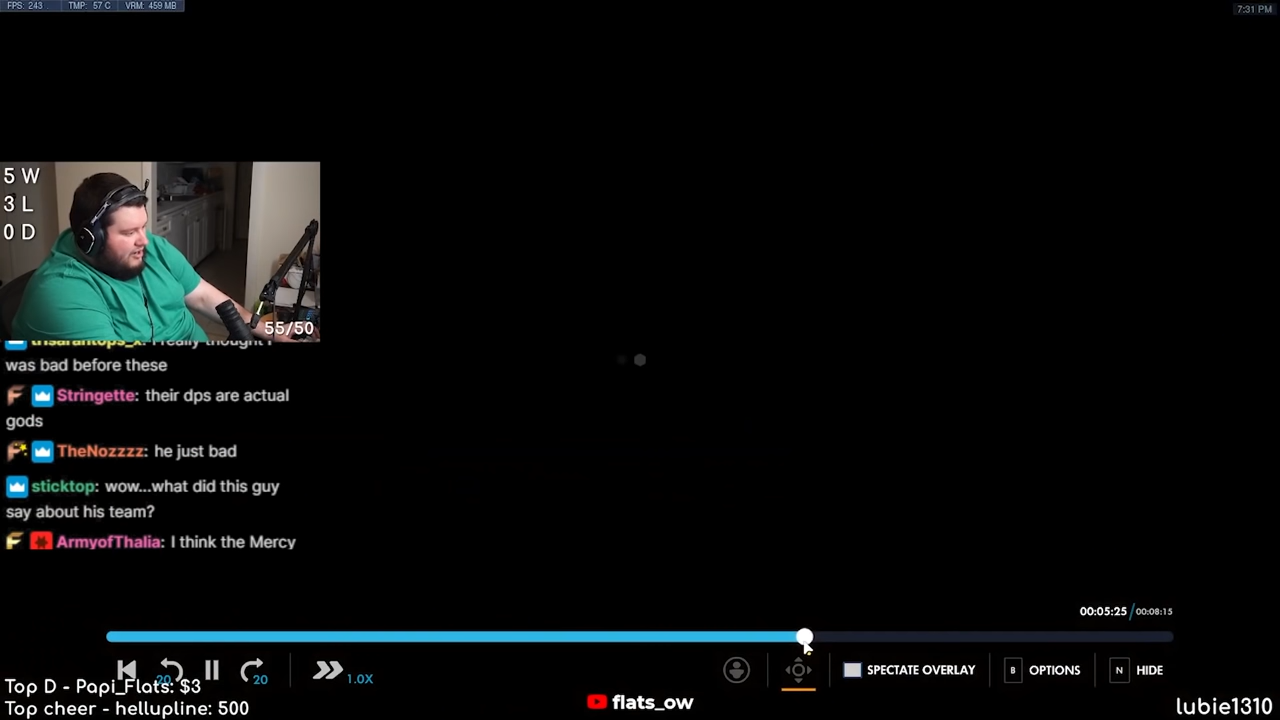 FPS: 243 TMP: 57 C VRM: 459 MB
7:31 PM
5 W
3 L
0 D
55/50
trisarahtops_x: I really thought I
was bad before these
Stringette: their dps are actual
gods
TheNozzzz: he just bad
sticktop: wow...what did this guy
say about his team?
ArmyofThalia: I think the Mercy
00:05:25/00:08:15
20
20
1.0X
SPECTATE OVERLAY
B OPTIONS
N HIDE
Top D - Papi_Flats: $3
Top cheer - hellupline: 500
flats_ow
lubie1310